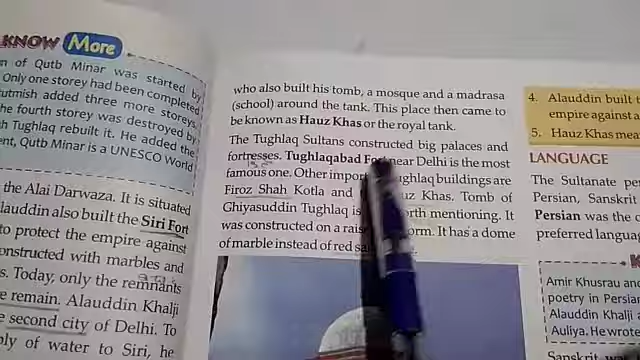 KNOW More
n of Qutb Minar was started by
Only one storey had been completed
utmish added three more storeys.
he fourth storey was destroyed by
h Tughlaq rebuilt it. He added the
ent, Qutb Minar is a UNESCO World
the Alai Darwaza. It is situated
lauddin also built the Siri Fort
to protect the empire against
onstructed with marbles and
s. Today, only the remnants
e remain. Alauddin Khalji
e second city of Delhi. To
ply of water to Siri, he
who also built his tomb, a mosque and a madrasa
(school) around the tank. This place then came to
be known as Hauz Khas or the royal tank.
The Tughlaq Sultans constructed big palaces and
fortresses. Tughlaqabad Fort near Delhi is the most
famous one. Other impor ughlaq buildings are
Firoz Shah Kotla and uz Khas. Tomb of
Ghiyasuddin Tughlaq is orth mentioning. It
was constructed on a rais orm. It has a dome
of marble instead of red sa
4. Alauddin built t
empire against a
5. Hauz Khas mea
LANGUAGE
The Sultanate pe
Persian, Sanskrit
Persian was the c
preferred languag
K
Amir Khusrau and
poetry in Persian
Alauddin Khalji a
Auliya. He wrote
Sanskrit was